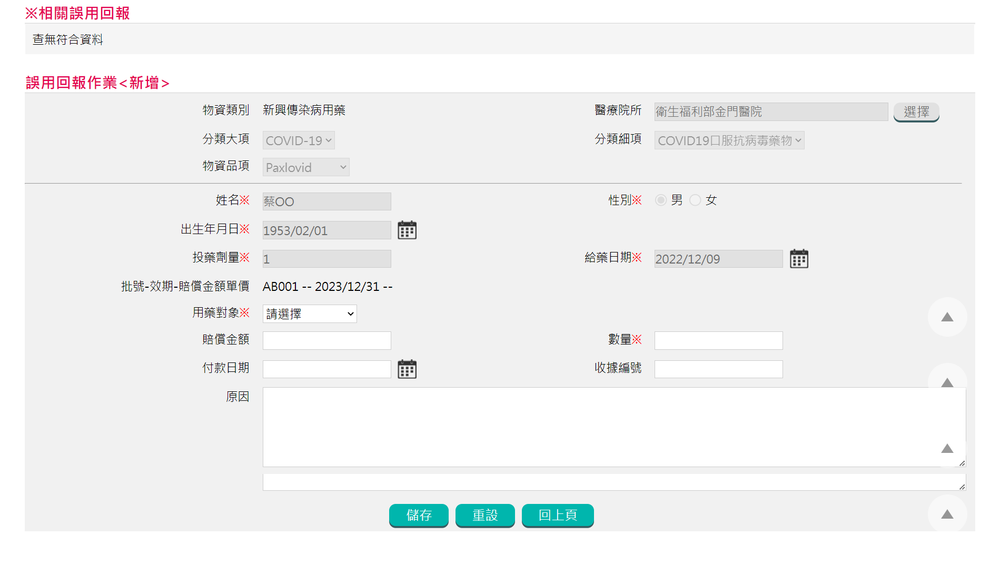 ※相關誤用回報
查無符合資料
誤用回報作業<新增>
物資類別 新興傳染病用藥 醫療院所 衛生福利部金門醫院 選擇
分類大項 COVID-19 分類細項 COVID19口服抗病毒藥物
物資品項 Paxlovid
姓名※ 蔡OO 性別※ 男 女
出生年月日※ 1953/02/01
投藥劑量※ 1 給藥日期※ 2022/12/09
批號-效期-賠償金額單價 AB001 -- 2023/12/31 --
用藥對象※ 請選擇
賠償金額 數量※
付款日期 收據編號
原因
儲存 重設 回上頁